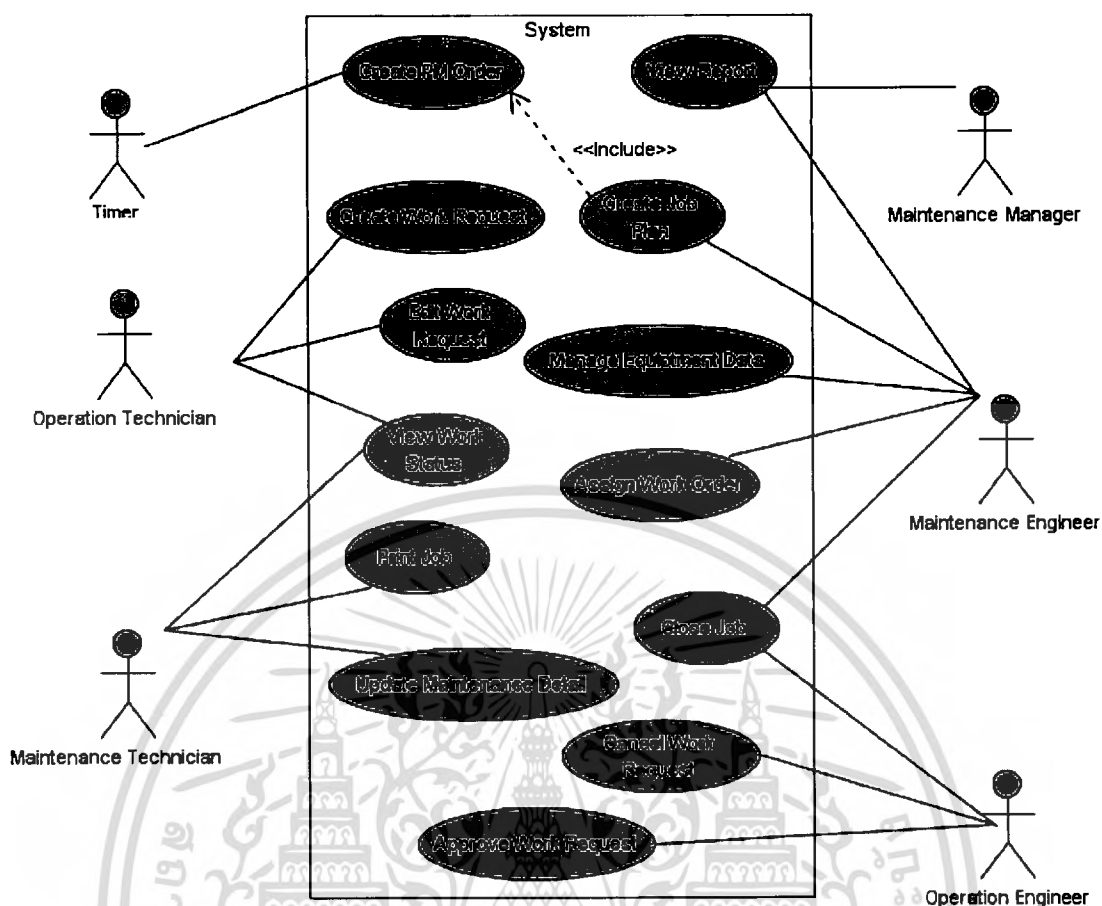 System
Create PM Order
View Report
<<Include>>
Timer
Create Work Request
Create Job
Plan
Maintenance Manager
Edit Work
Request
Manage Equiptment Data
Operation Technician
View Work
Status
Assign Work Order
Maintenance Engineer
Print Job
Close Job
Update Maintenance Detail
Maintenance Technician
Cancel Work
Request
Approve Work Request
Operation Engineer